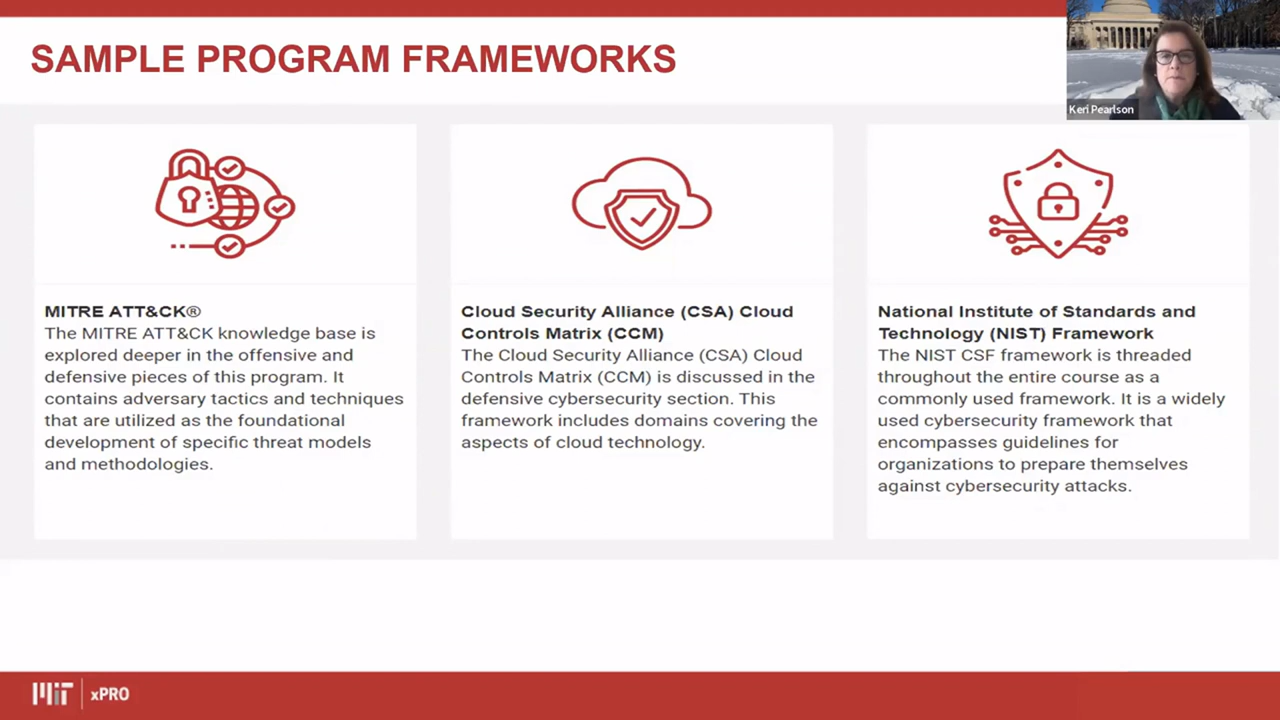 SAMPLE PROGRAM FRAMEWORKS
Keri Pearlson
MITRE ATT&CK®
The MITRE ATT&CK knowledge base is
explored deeper in the offensive and
defensive pieces of this program. It
contains adversary tactics and techniques
that are utilized as the foundational
development of specific threat models
and methodologies.
Cloud Security Alliance (CSA) Cloud
Controls Matrix (CCM)
The Cloud Security Alliance (CSA) Cloud
Controls Matrix (CCM) is discussed in the
defensive cybersecurity section. This
framework includes domains covering the
aspects of cloud technology.
National Institute of Standards and
Technology (NIST) Framework
The NIST CSF framework is threaded
throughout the entire course as a
commonly used framework. It is a widely
used cybersecurity framework that
encompasses guidelines for
organizations to prepare themselves
against cybersecurity attacks.
MIT xPRO